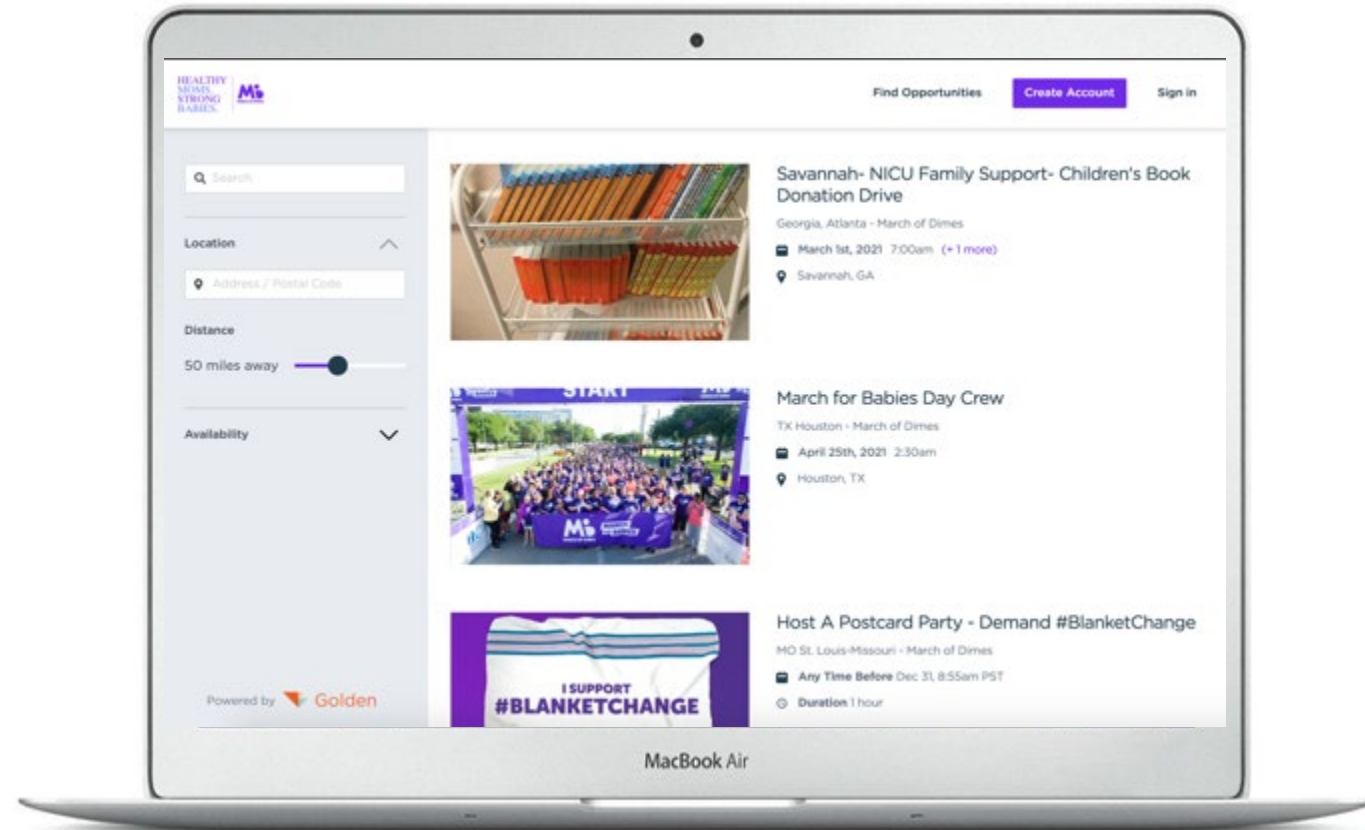 HEALTHY
MOMS.
STRONG
BABIES.
Find Opportunities
Create Account
Sign in
Search
Location
Address / Postal Code
Distance
50 miles away
Availability
Powered by Golden
Savannah- NICU Family Support- Children's Book
Donation Drive
Georgia, Atlanta - March of Dimes
March 1st, 2021 7:00am (+ 1 more)
Savannah, GA
START
March for Babies Day Crew
TX Houston - March of Dimes
April 25th, 2021 2:30am
Houston, TX
I SUPPORT
#BLANKETCHANGE
Host A Postcard Party - Demand #BlanketChange
MO St. Louis-Missouri - March of Dimes
Any Time Before Dec 31, 8:55am PST
Duration 1 hour
MacBook Air